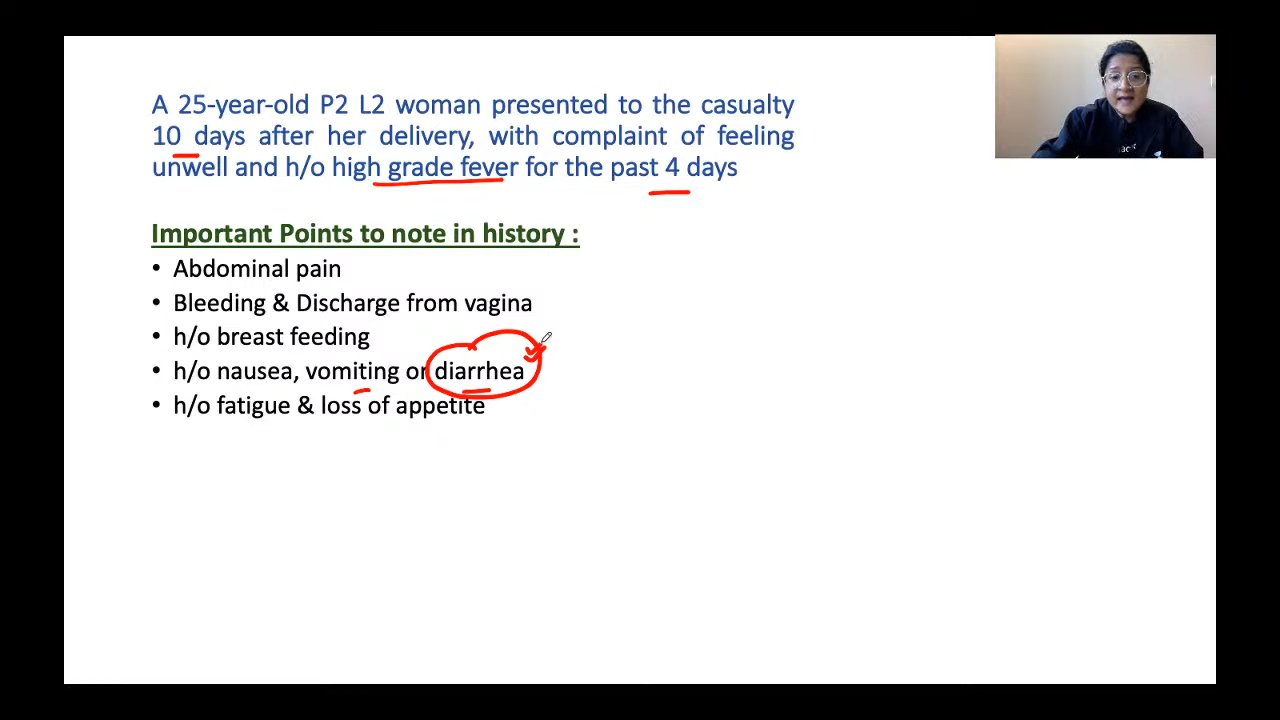 A 25-year-old P2 L2 woman presented to the casualty
10 days after her delivery, with complaint of feeling
unwell and h/o high grade fever for the past 4 days
Important Points to note in history :
• Abdominal pain
• Bleeding & Discharge from vagina
• h/o breast feeding
• h/o nausea, vomiting or diarrhea
• h/o fatigue & loss of appetite